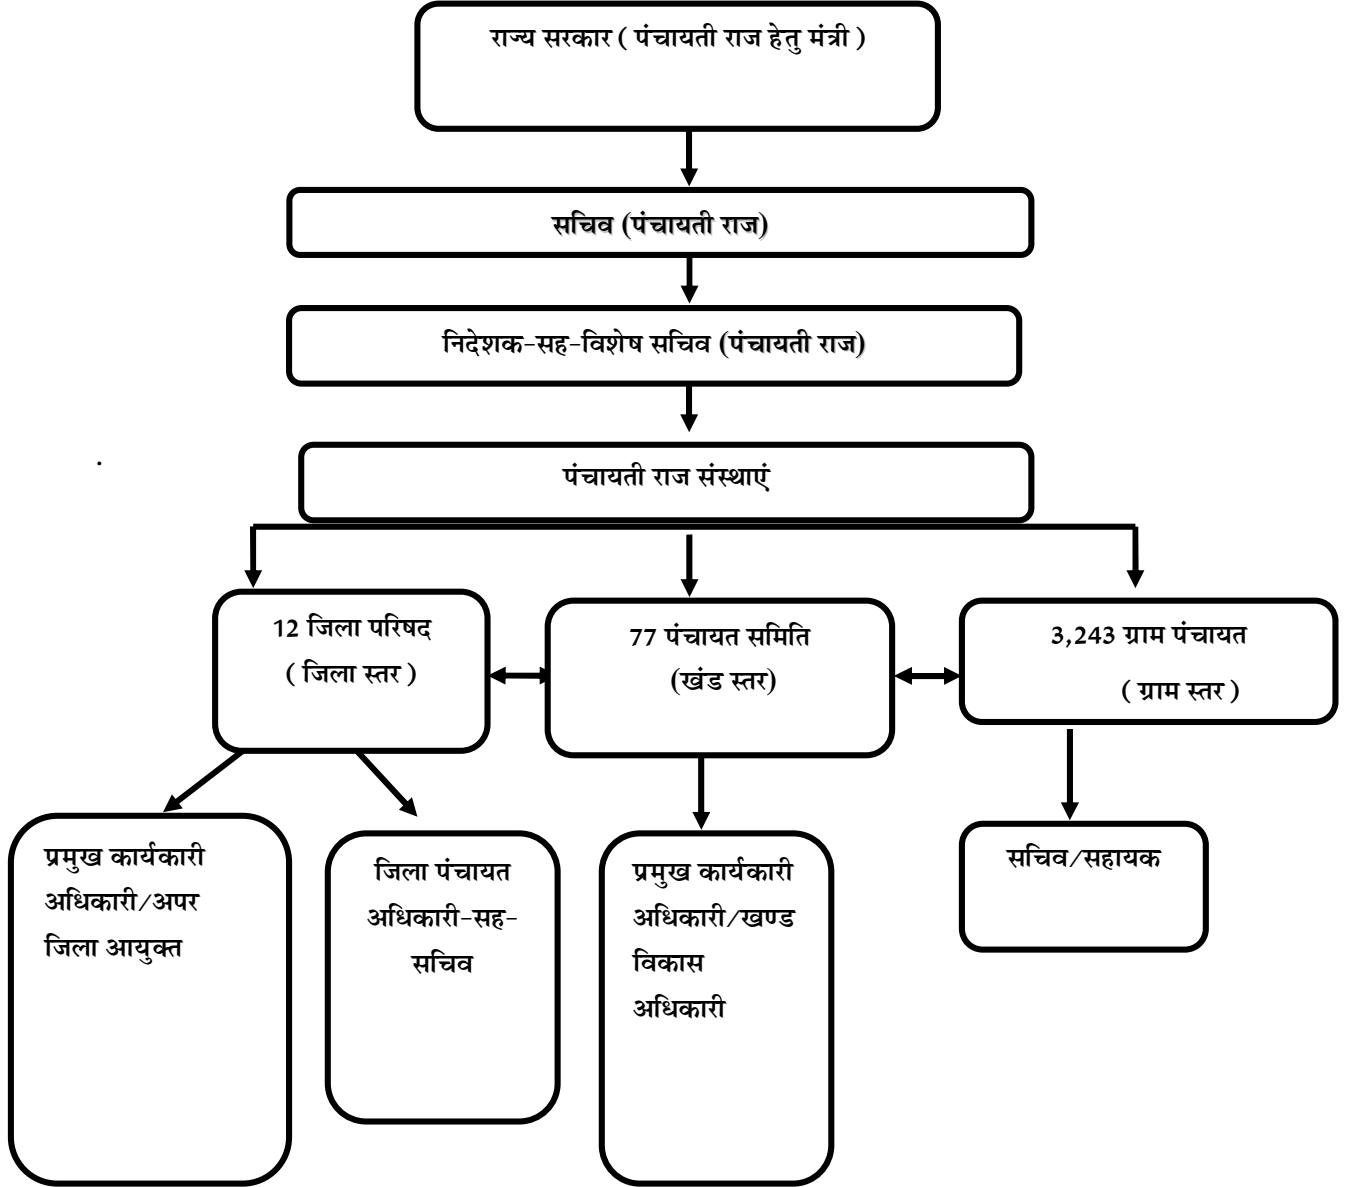 राज्य सरकार ( पंचायती राज हेतु मंत्री )
सचिव (पंचायती राज)
निदेशक-सह-विशेष सचिव (पंचायती राज)
पंचायती राज संस्थाएं
12 जिला परिषद
( जिला स्तर )
77 पंचायत समिति
(खंड स्तर)
3,243 ग्राम पंचायत
( ग्राम स्तर )
प्रमुख कार्यकारी
अधिकारी/अपर
जिला आयुक्त
जिला पंचायत
अधिकारी-सह-
सचिव
प्रमुख कार्यकारी
अधिकारी/खण्ड
विकास
अधिकारी
सचिव/सहायक